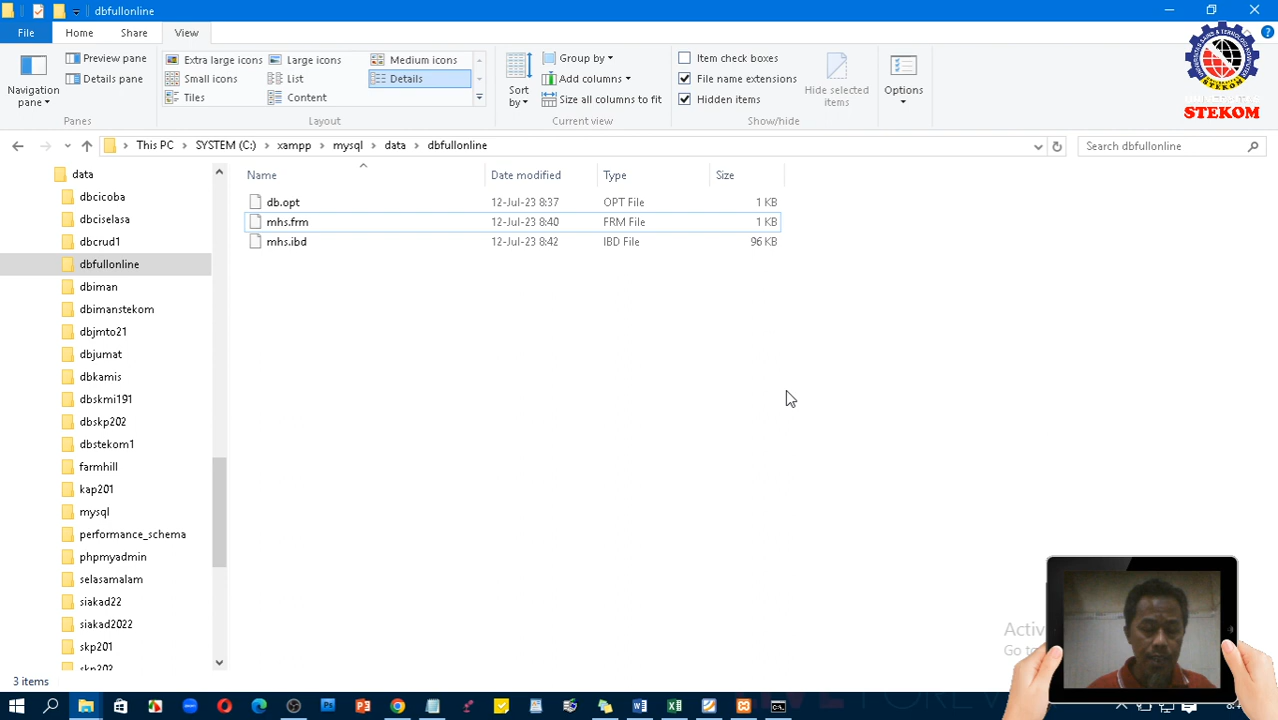 dbfullonline
File Home Share View
Navigation pane
Preview pane
Details pane
Panes
Extra large icons Large icons Medium icons
Small icons List Details
Tiles Content
Layout
Sort by
Group by
Add columns
Size all columns to fit
Current view
Item check boxes
File name extensions
Hidden items
Hide selected items
Show/hide
Options
STEKOM
This PC SYSTEM (C:) xampp mysql data dbfullonline
Search dbfullonline
data
dbcicoba
dbciselasa
dbcrud1
dbfullonline
dbiman
dbimanstekom
dbjmto21
dbjumat
dbkamis
dbskmi191
dbskp202
dbstekom1
farmhill
kap201
mysql
performance_schema
phpmyadmin
selasamalam
siakad22
siakad2022
skp201
skp202
Name Date modified Type Size
db.opt 12-Jul-23 8:37 OPT File 1 KB
mhs.frm 12-Jul-23 8:40 FRM File 1 KB
mhs.ibd 12-Jul-23 8:42 IBD File 96 KB
Activ
Go to
3 items